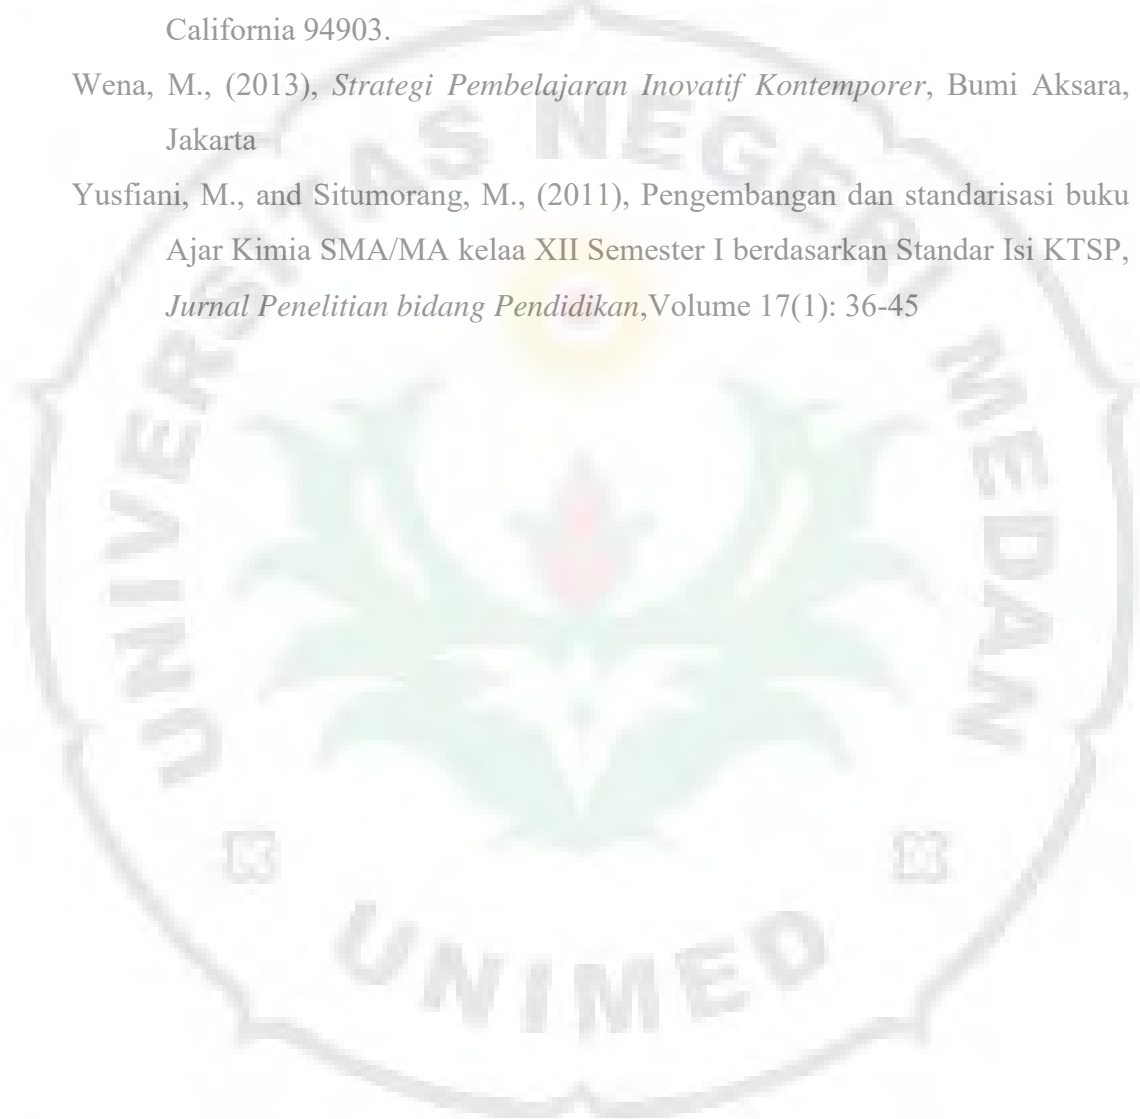 California 94903.
Wena, M., (2013), Strategi Pembelajaran Inovatif Kontemporer, Bumi Aksara,
Jakarta
Yusfiani, M., and Situmorang, M., (2011), Pengembangan dan standarisasi buku
Ajar Kimia SMA/MA kelaa XII Semester I berdasarkan Standar Isi KTSP,
Jurnal Penelitian bidang Pendidikan,Volume 17(1): 36-45
UNIVERSITAS NEGERI MEDAN
UNIMED